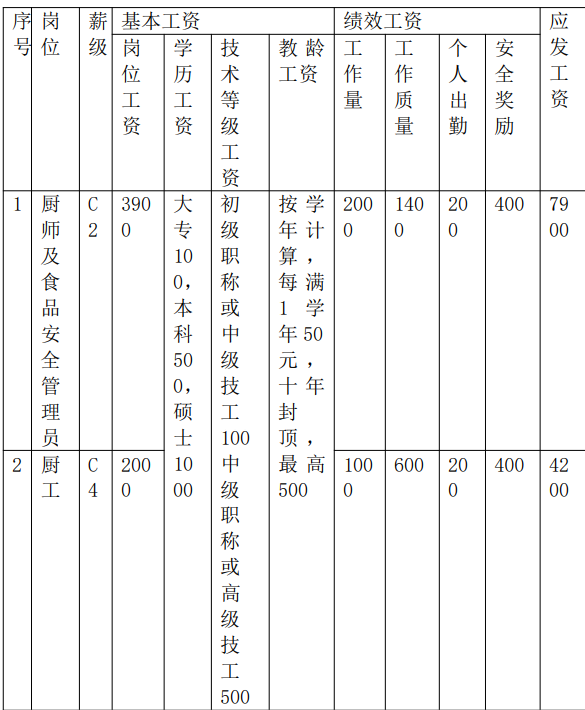 序号 岗位 薪级 基本工资 绩效工资 应发工资
岗位工资 学历工资 技术等级工资 教龄工资 工作量 工作质量 个人出勤 安全奖励
1 厨师及食品安全管理员 C2 3900 大专100，本科500，硕士1000 初级职称或中级技工100中级职称或高级技工500 按学年计算，每满1学年50元，十年封顶，最高500 2000 1400 200 400 7900
2 厨工 C4 2000 1000 600 200 400 4200